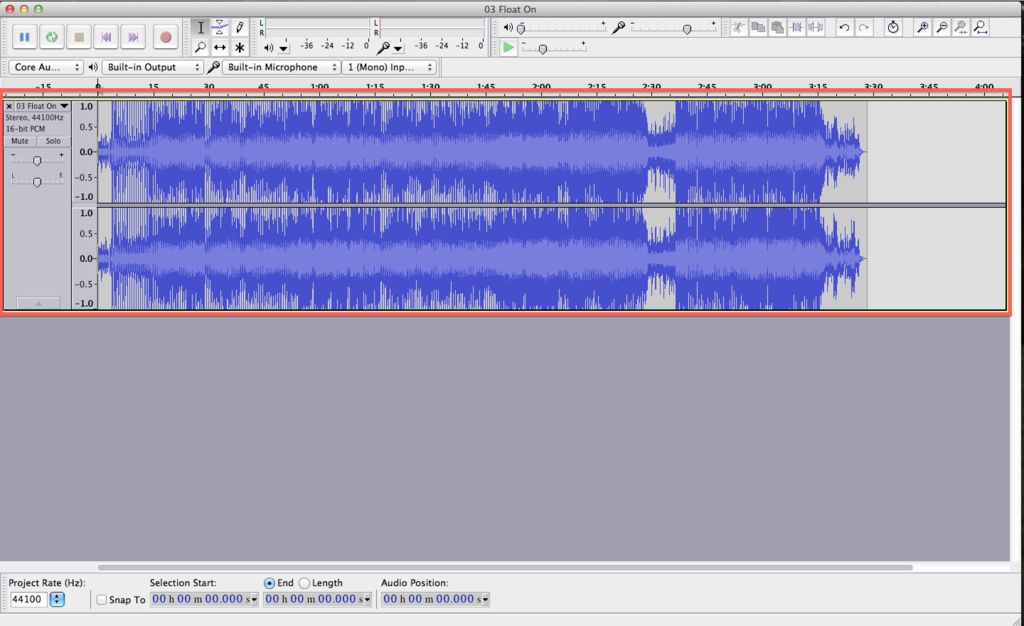 03 Float On
L
R
L
R
-36 -24 -12 0
-36 -24 -12 0
- +
- +
- +
Core Au... Built-in Output Built-in Microphone 1 (Mono) Inp...
-15 0 15 30 45 1:00 1:15 1:30 1:45 2:00 2:15 2:30 2:45 3:00 3:15 3:30 3:45 4:00
03 Float On
Stereo, 44100Hz
16-bit PCM
Mute Solo
- +
L R
1.0
0.5-
0.0-
-0.5-
-1.0
1.0
0.5-
0.0-
-0.5-
-1.0
Project Rate (Hz): Selection Start: End Length Audio Position:
44100 Snap To 00 h 00 m 00.000 s 00 h 00 m 00.000 s 00 h 00 m 00.000 s